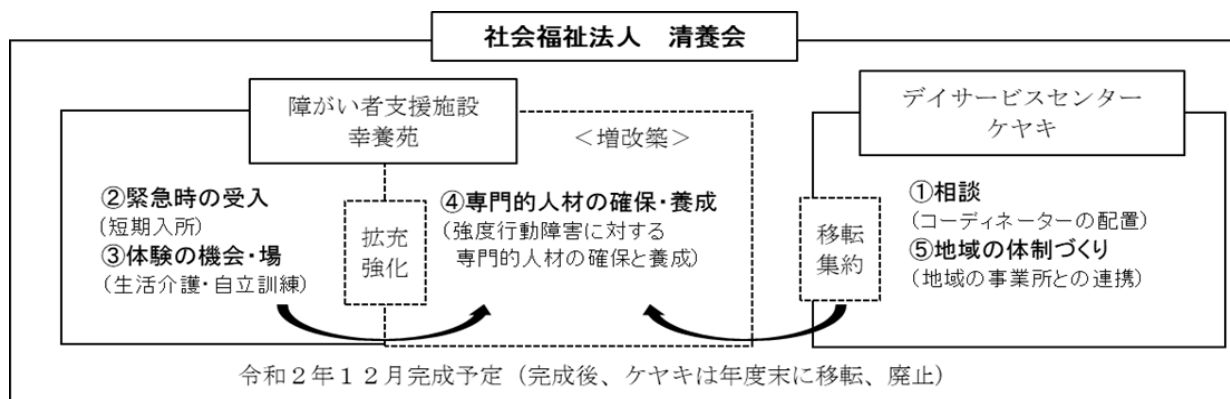 社会福祉法人　清養会
障がい者支援施設
幸養苑
＜増改築＞
デイサービスセンター
ケヤキ
②緊急時の受入
(短期入所)
③体験の機会・場
(生活介護・自立訓練)
拡充
強化
④専門的人材の確保・養成
(強度行動障害に対する
専門的人材の確保と養成)
移転
集約
①相談
(コーディネーターの配置)
⑤地域の体制づくり
(地域の事業所との連携)
令和２年１２月完成予定（完成後、ケヤキは年度末に移転、廃止）